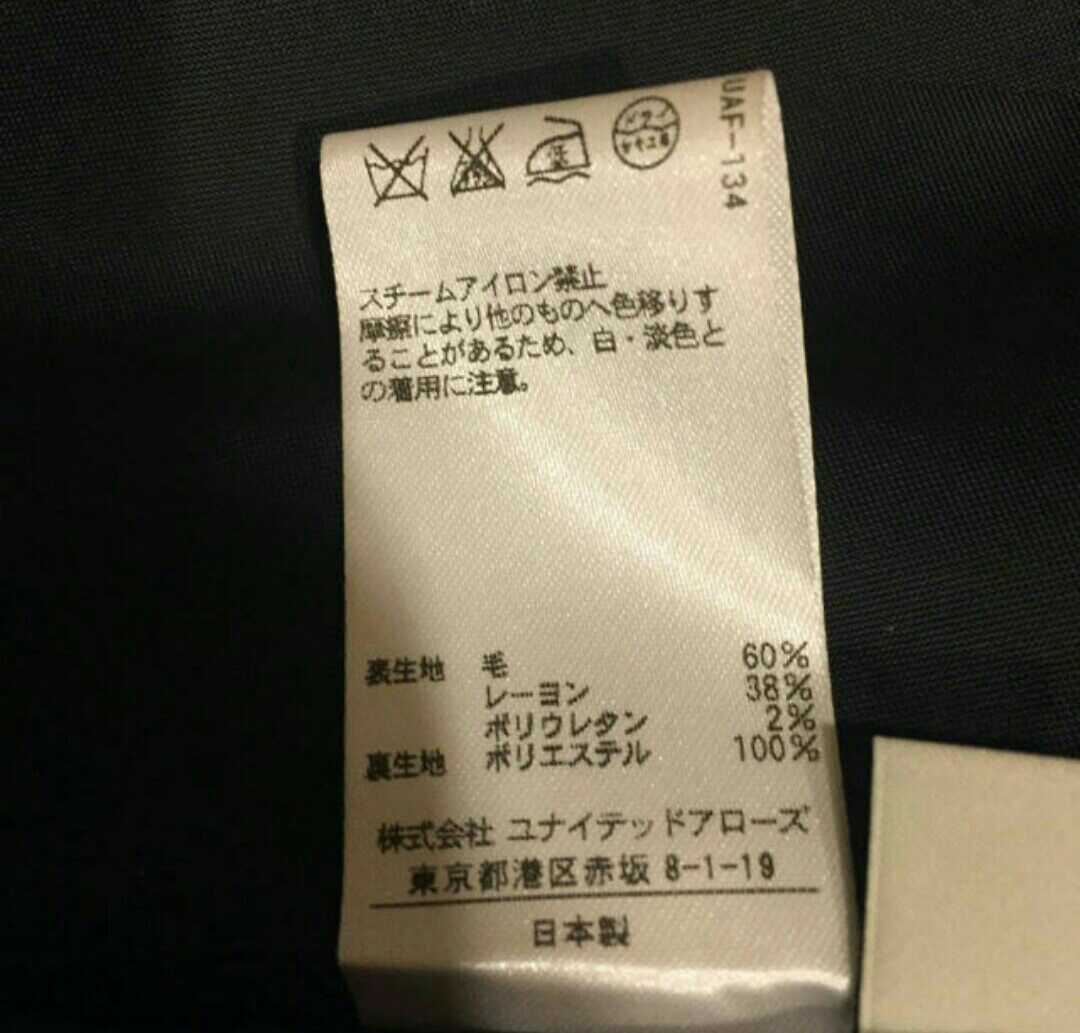 UAF-134
低
スチームアイロン禁止
摩擦により他のものへ色移りす
ることがあるため、白・淡色と
の着用に注意。
表生地 毛 60%
レーヨン 38%
ポリウレタン 2%
裏生地 ポリエステル 100%
株式会社 ユナイテッドアローズ
東京都港区赤坂 8-1-19
日本製